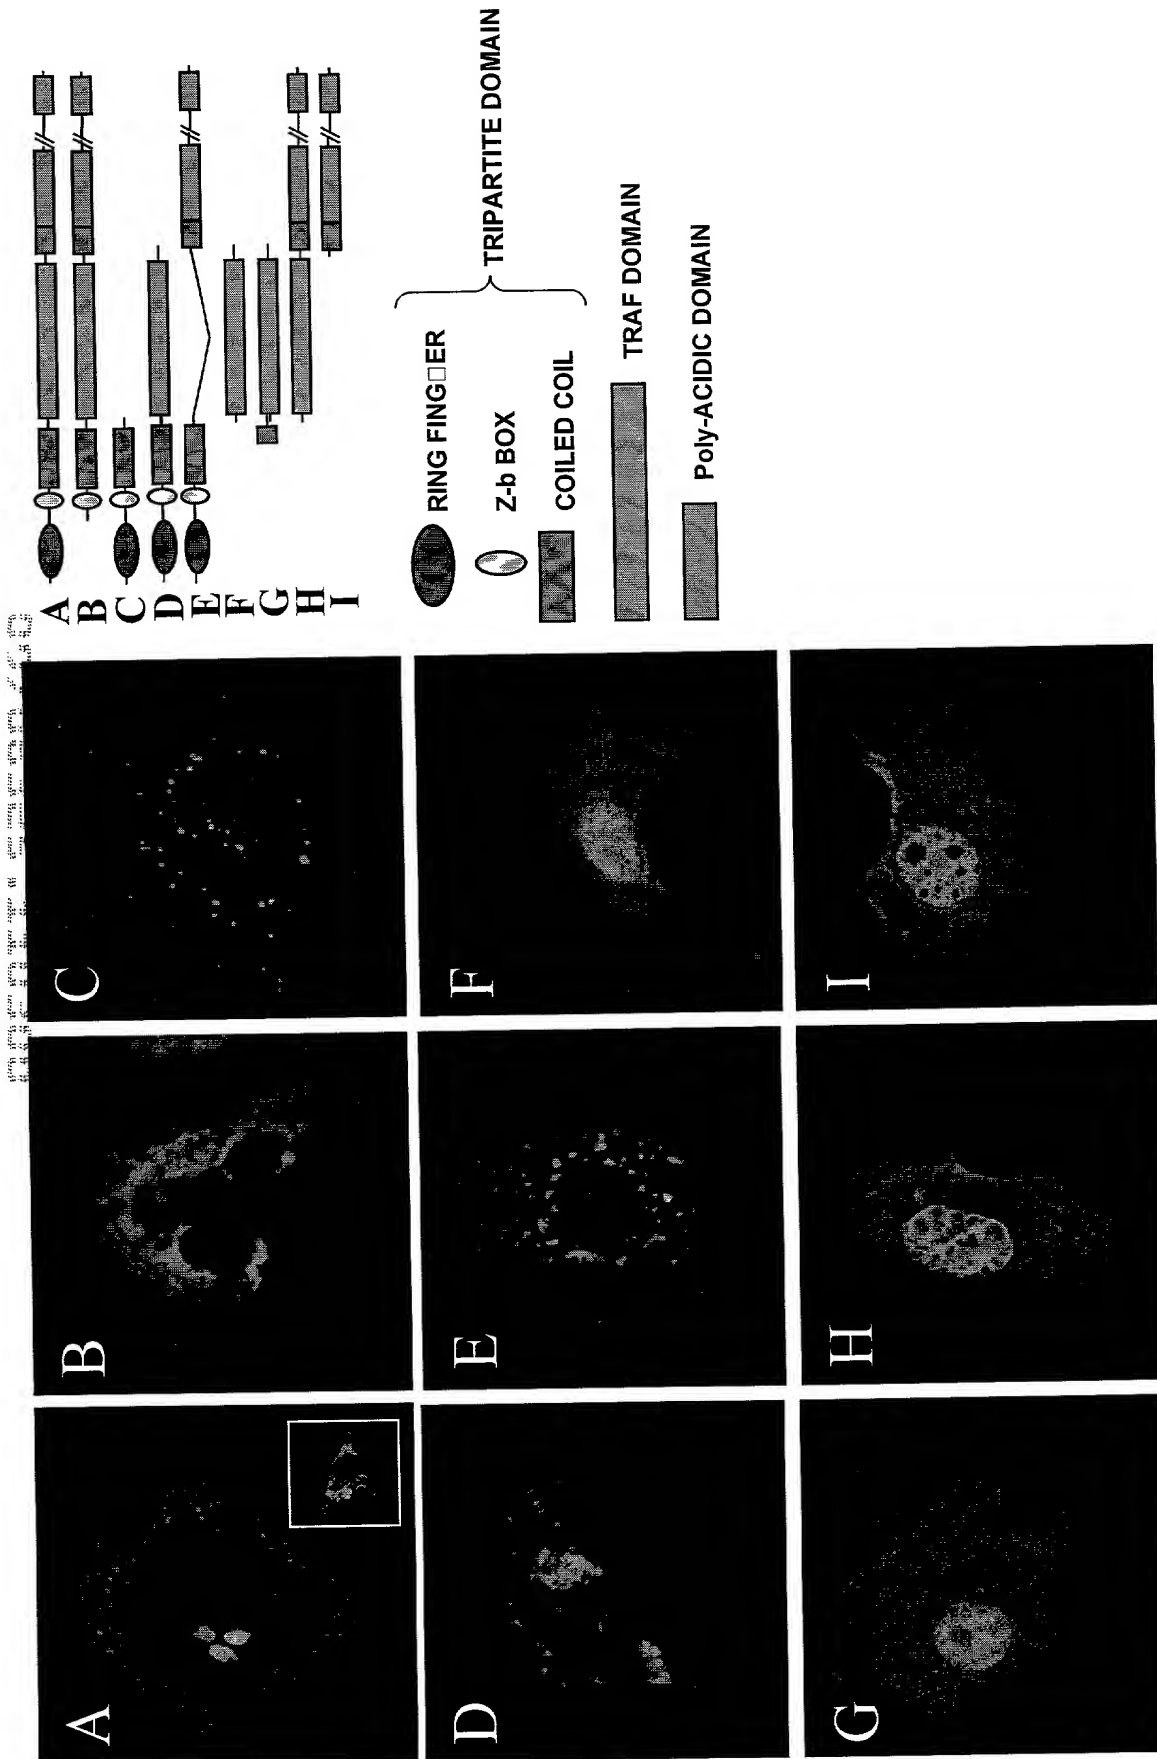 A
B
C
D
E
F
G
H
I
A
B
C
D
E
F
G
H
I
RING FING□ER
Z-b BOX
COILED COIL
TRIPARTITE DOMAIN
TRAF DOMAIN
Poly-ACIDIC DOMAIN